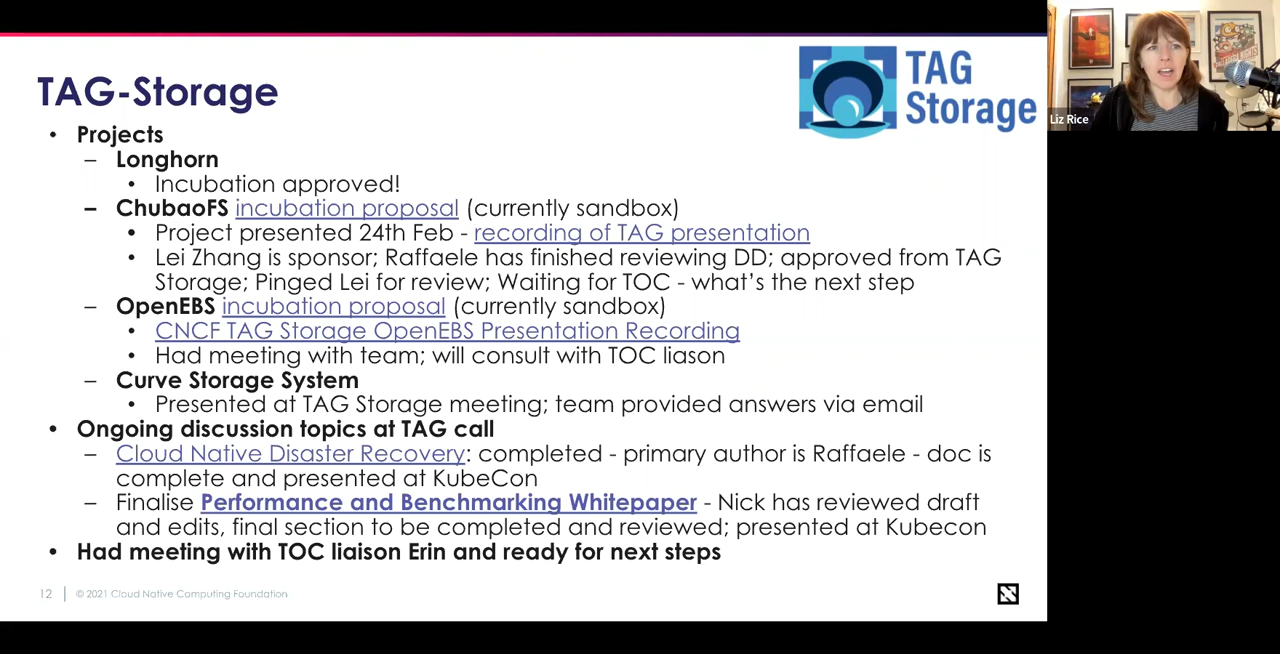 TAG-Storage
TAG
Storage
Liz Rice
• Projects
– Longhorn
• Incubation approved!
– ChubaoFS incubation proposal (currently sandbox)
• Project presented 24th Feb - recording of TAG presentation
• Lei Zhang is sponsor; Raffaele has finished reviewing DD; approved from TAG
Storage; Pinged Lei for review; Waiting for TOC - what's the next step
– OpenEBS incubation proposal (currently sandbox)
• CNCF TAG Storage OpenEBS Presentation Recording
• Had meeting with team; will consult with TOC liason
– Curve Storage System
• Presented at TAG Storage meeting; team provided answers via email
• Ongoing discussion topics at TAG call
– Cloud Native Disaster Recovery: completed - primary author is Raffaele - doc is
complete and presented at KubeCon
– Finalise Performance and Benchmarking Whitepaper - Nick has reviewed draft
and edits, final section to be completed and reviewed; presented at Kubecon
• Had meeting with TOC liaison Erin and ready for next steps
12 | © 2021 Cloud Native Computing Foundation